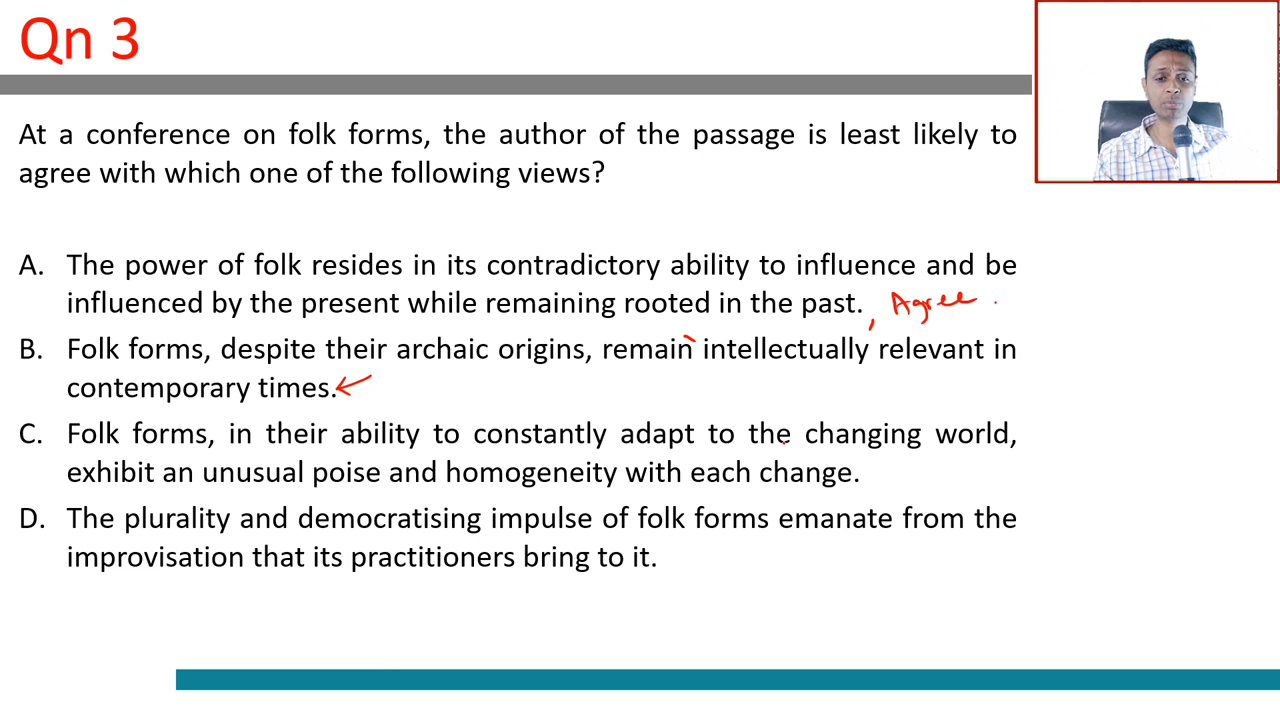 Qn 3
At a conference on folk forms, the author of the passage is least likely to
agree with which one of the following views?
A. The power of folk resides in its contradictory ability to influence and be
influenced by the present while remaining rooted in the past. , Agree .
B. Folk forms, despite their archaic origins, remain intellectually relevant in
contemporary times.
C. Folk forms, in their ability to constantly adapt to the changing world,
exhibit an unusual poise and homogeneity with each change.
D. The plurality and democratising impulse of folk forms emanate from the
improvisation that its practitioners bring to it.